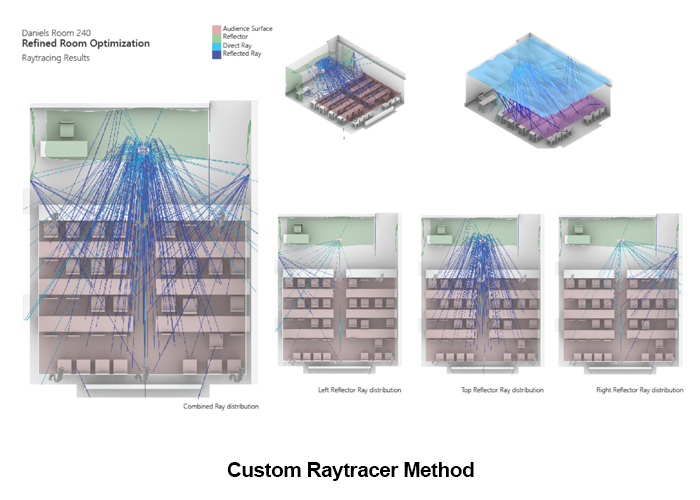 Daniels Room 240
Refined Room Optimization
Raytracing Results
Audience Surface
Reflector
Direct Ray
Reflected Ray
Combined Ray distribution
Left Reflector Ray distribution
Top Reflector Ray distribution
Right Reflector Ray distribution
Custom Raytracer Method